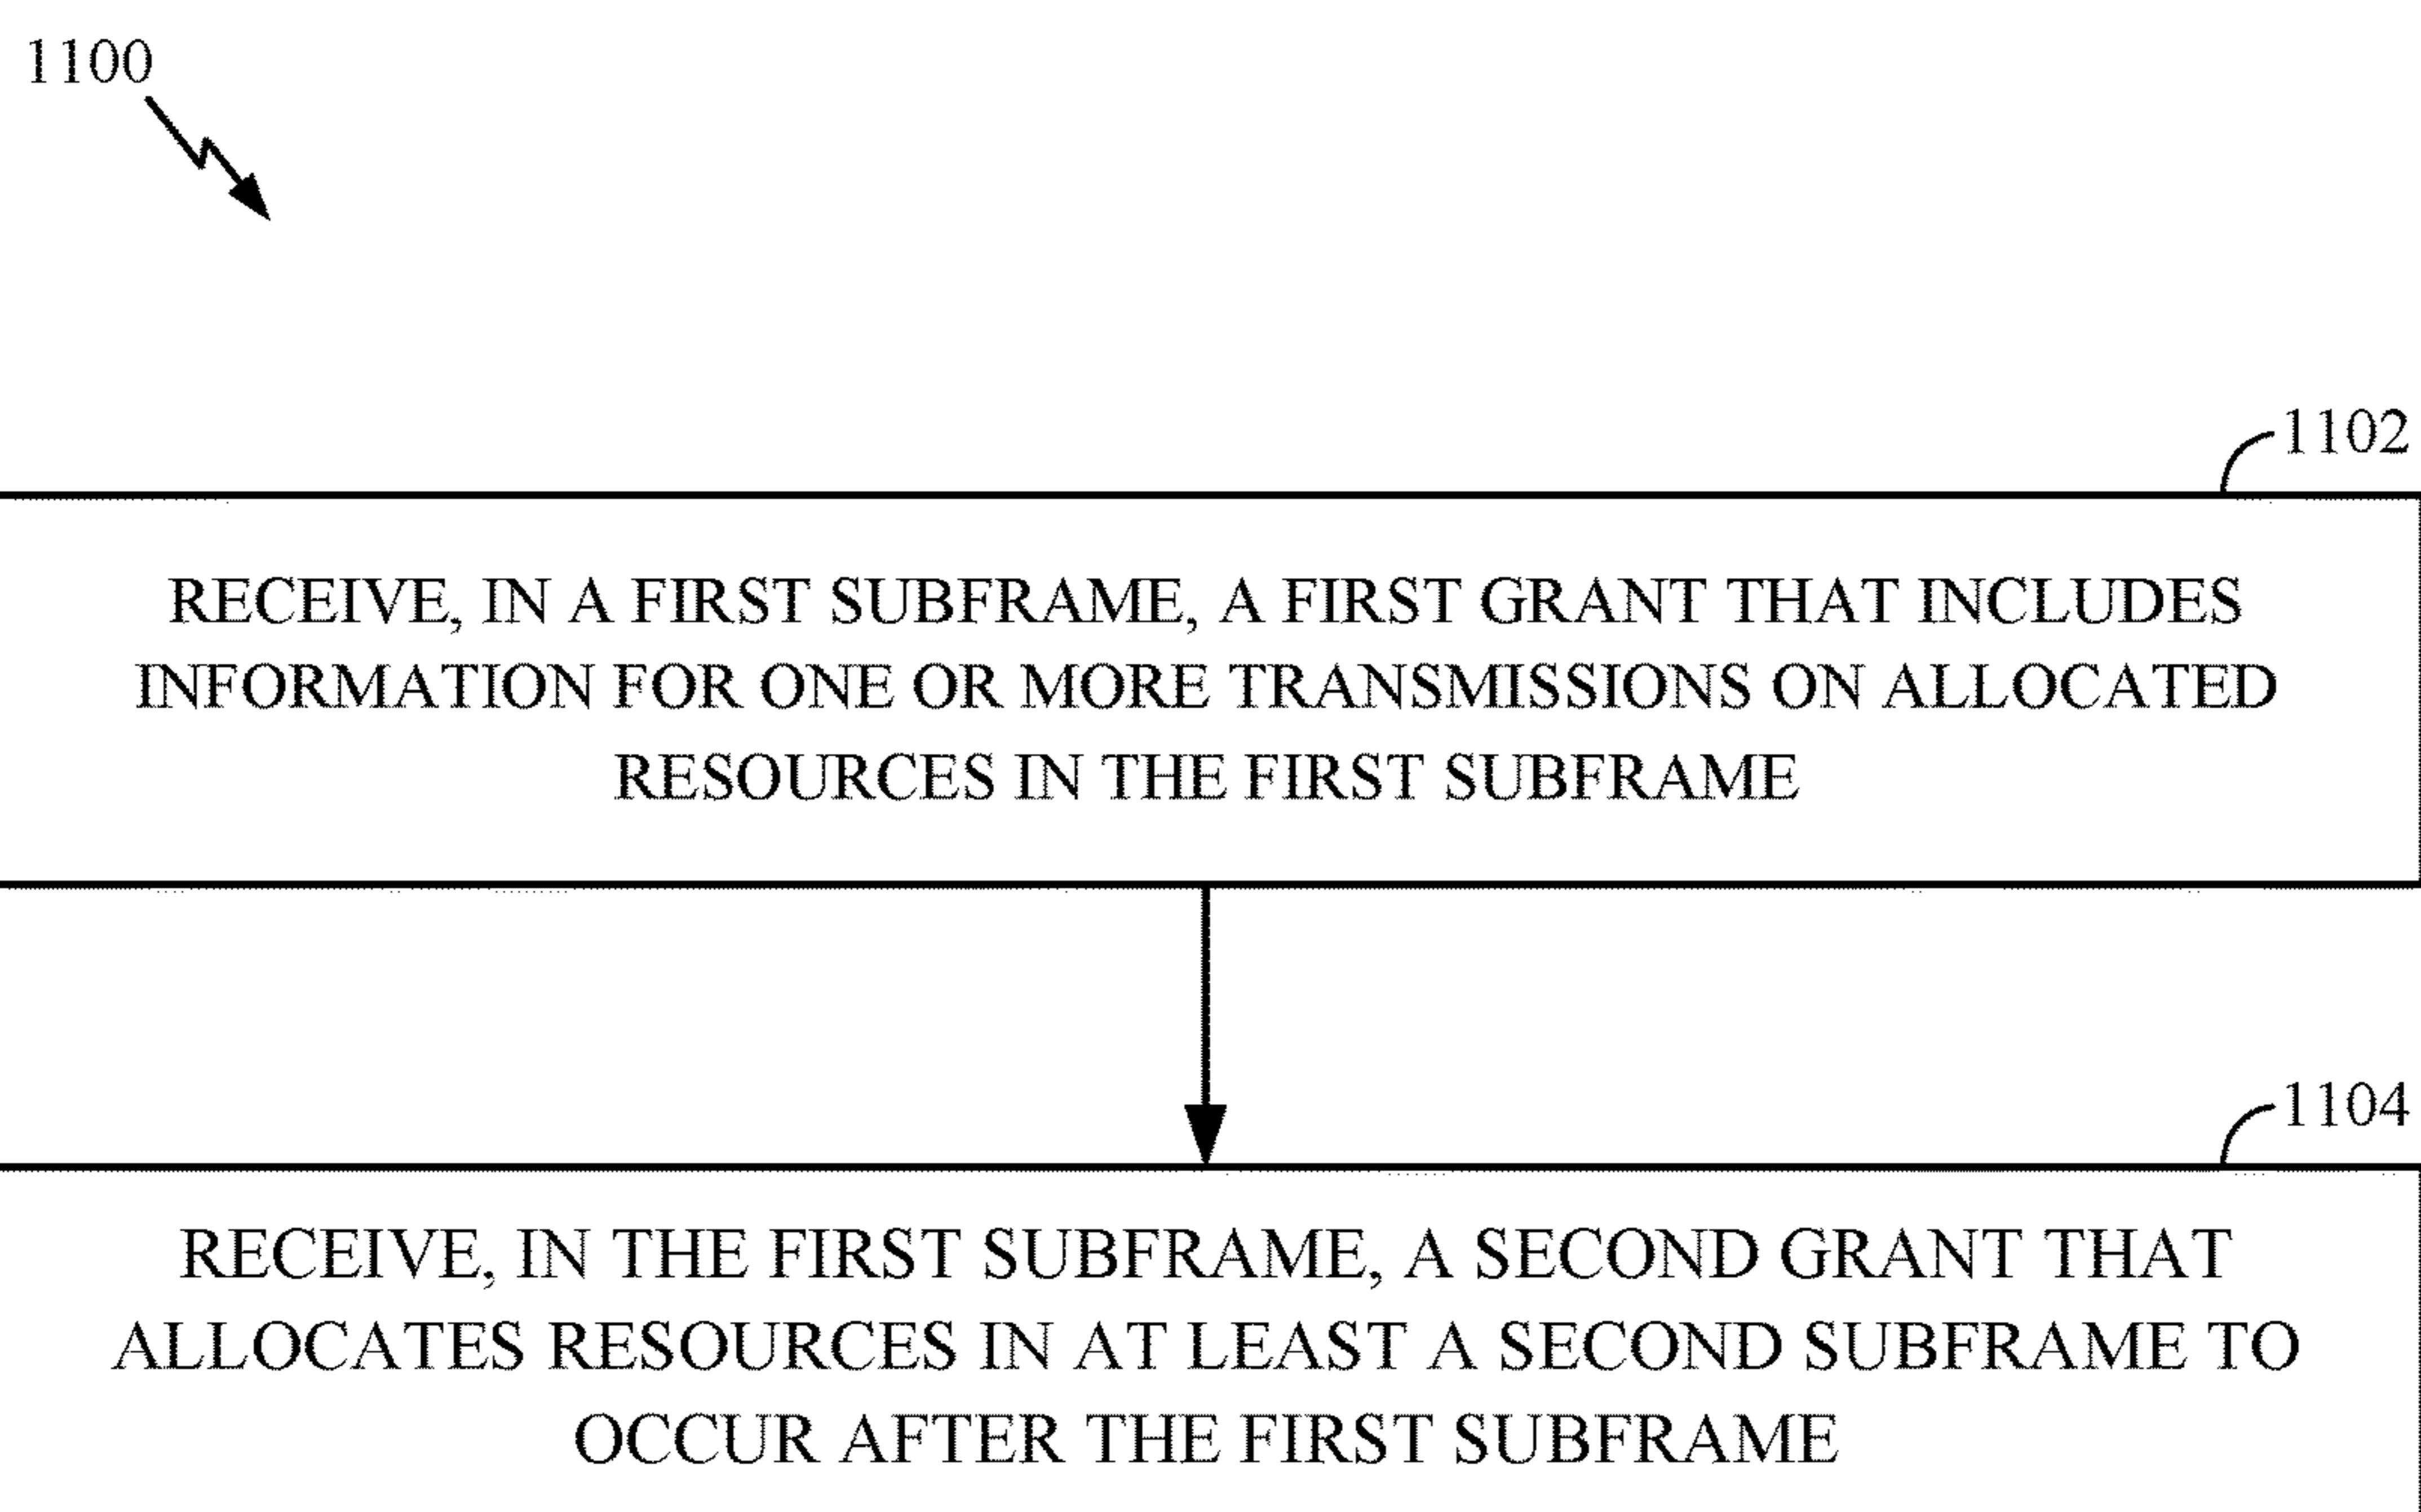 1100
1102
RECEIVE, IN A FIRST SUBFRAME, A FIRST GRANT THAT INCLUDES
INFORMATION FOR ONE OR MORE TRANSMISSIONS ON ALLOCATED
RESOURCES IN THE FIRST SUBFRAME
1104
RECEIVE, IN THE FIRST SUBFRAME, A SECOND GRANT THAT
ALLOCATES RESOURCES IN AT LEAST A SECOND SUBFRAME TO
OCCUR AFTER THE FIRST SUBFRAME